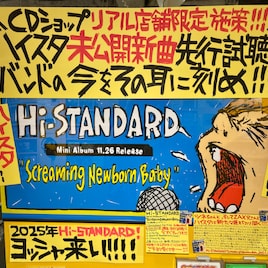 CDショップリアル店舗限定施策!!!
ハイスタ未公開新曲先行試聴
バンドの今をその耳に刻め!!
ハイスタ
Hi-STANDARD
Mini Album 11.26 Release
"Screaming Newborn Baby"
2025年Hi-STANDARD!
ヨッシャ来い!!!!
Hi-STANDARD